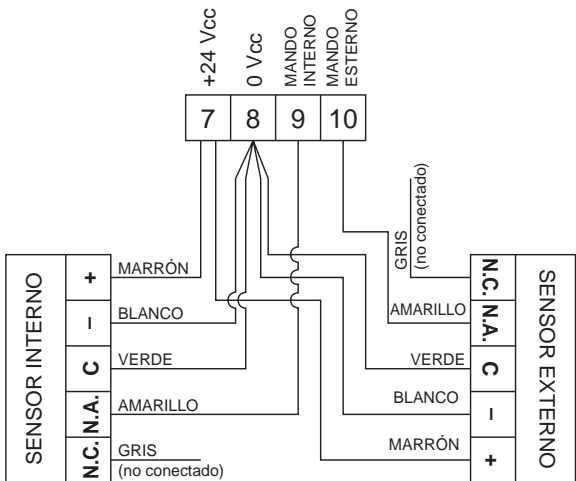 +24 Vcc
0 Vcc
MANDO
INTERNO
MANDO
ESTERNO
7
8
9
10
GRIS
(no conectado)
SENSOR INTERNO
+
MARRÓN
–
BLANCO
C
VERDE
N.A.
AMARILLO
N.C.
GRIS
(no conectado)
N.C.
AMARILLO
N.A.
VERDE
C
BLANCO
–
MARRÓN
+
SENSOR EXTERNO